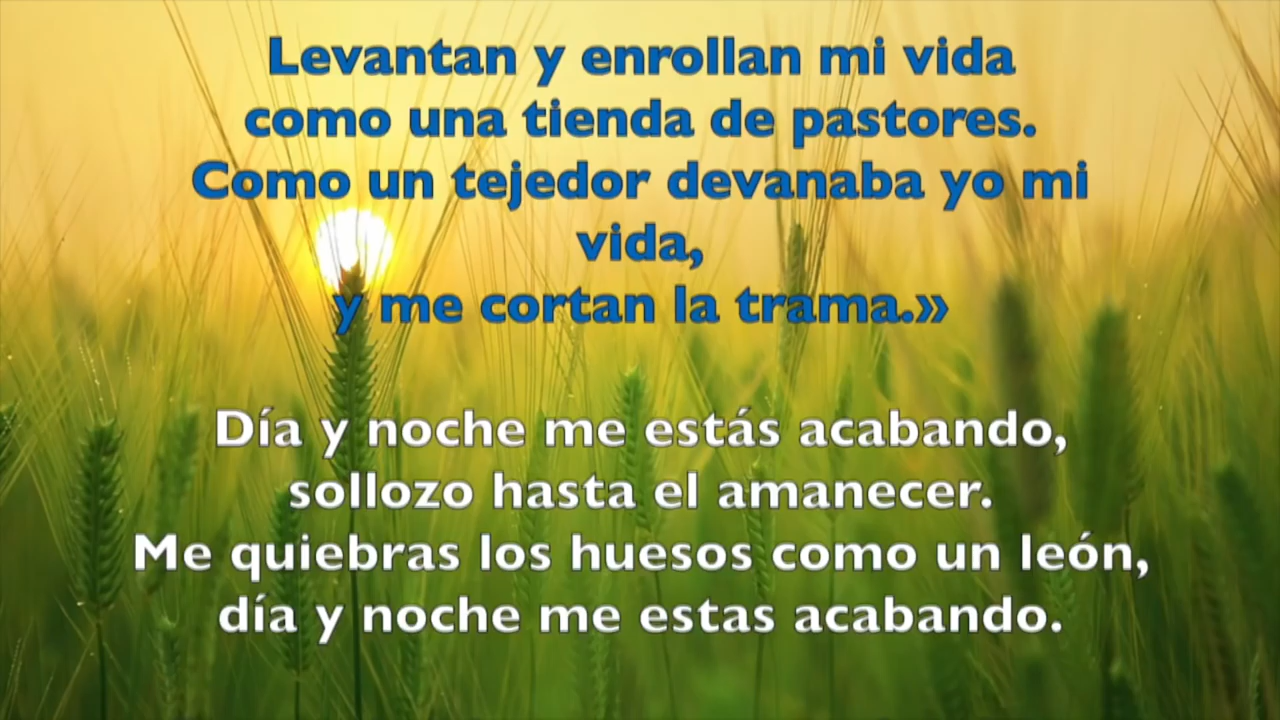 Levantan y enrollan mi vida
como una tienda de pastores.
Como un tejedor devanaba yo mi
vida,
y me cortan la trama.»
Día y noche me estás acabando,
sollozo hasta el amanecer.
Me quiebras los huesos como un león,
día y noche me estas acabando.